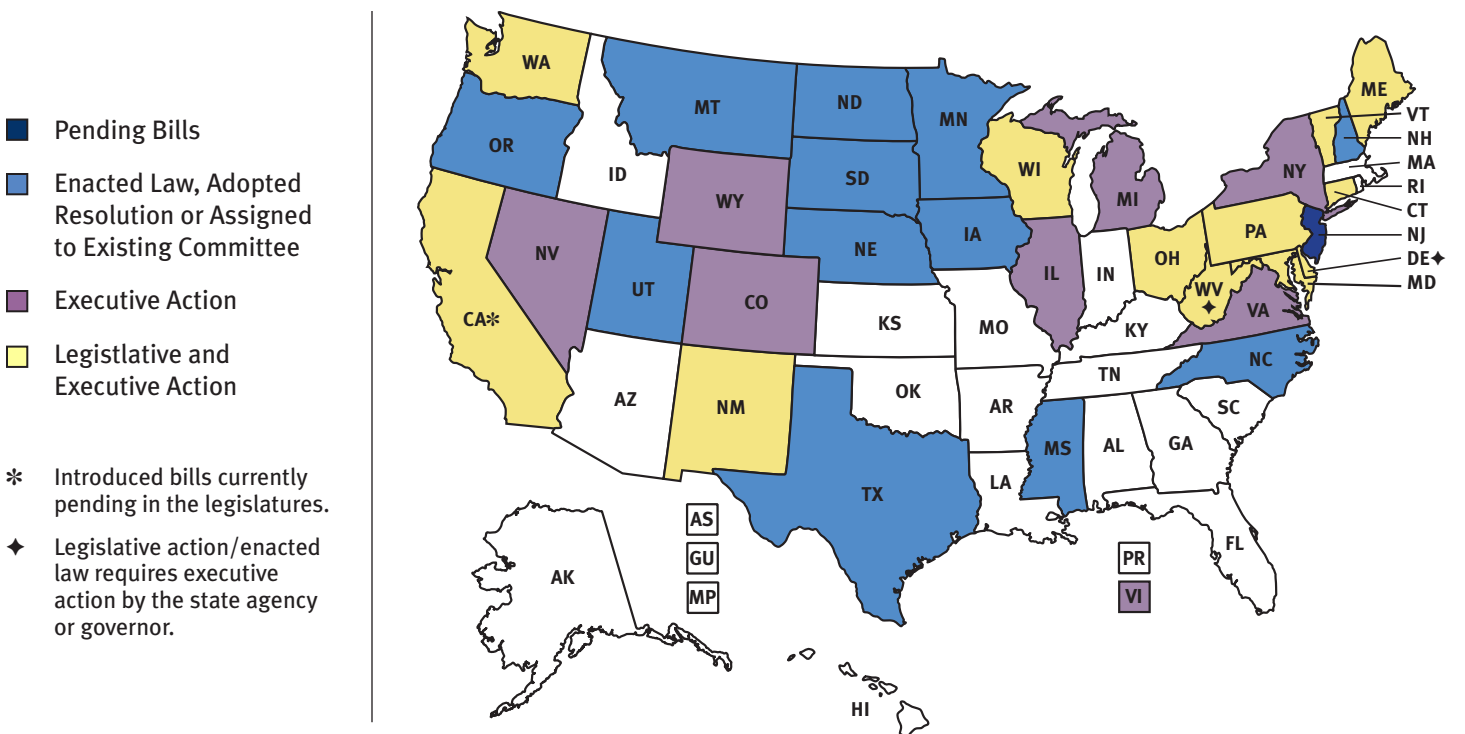 Pending Bills
Enacted Law, Adopted
Resolution or Assigned
to Existing Committee
Executive Action
Legistlative and
Executive Action
✻ Introduced bills currently
pending in the legislatures.
✦ Legislative action/enacted
law requires executive
action by the state agency
or governor.
WA
MT
ND
MN
OR
ID
WY
SD
WI
MI
NY
ME
VT
NH
MA
RI
CT
NJ
DE✦
MD
NV
UT
CO
NE
IA
IL
IN
OH
PA
WV
✦
VA
CA✻
KS
MO
KY
NC
TN
AZ
NM
OK
AR
SC
MS
AL
GA
TX
LA
FL
AK
HI
AS
GU
MP
PR
VI